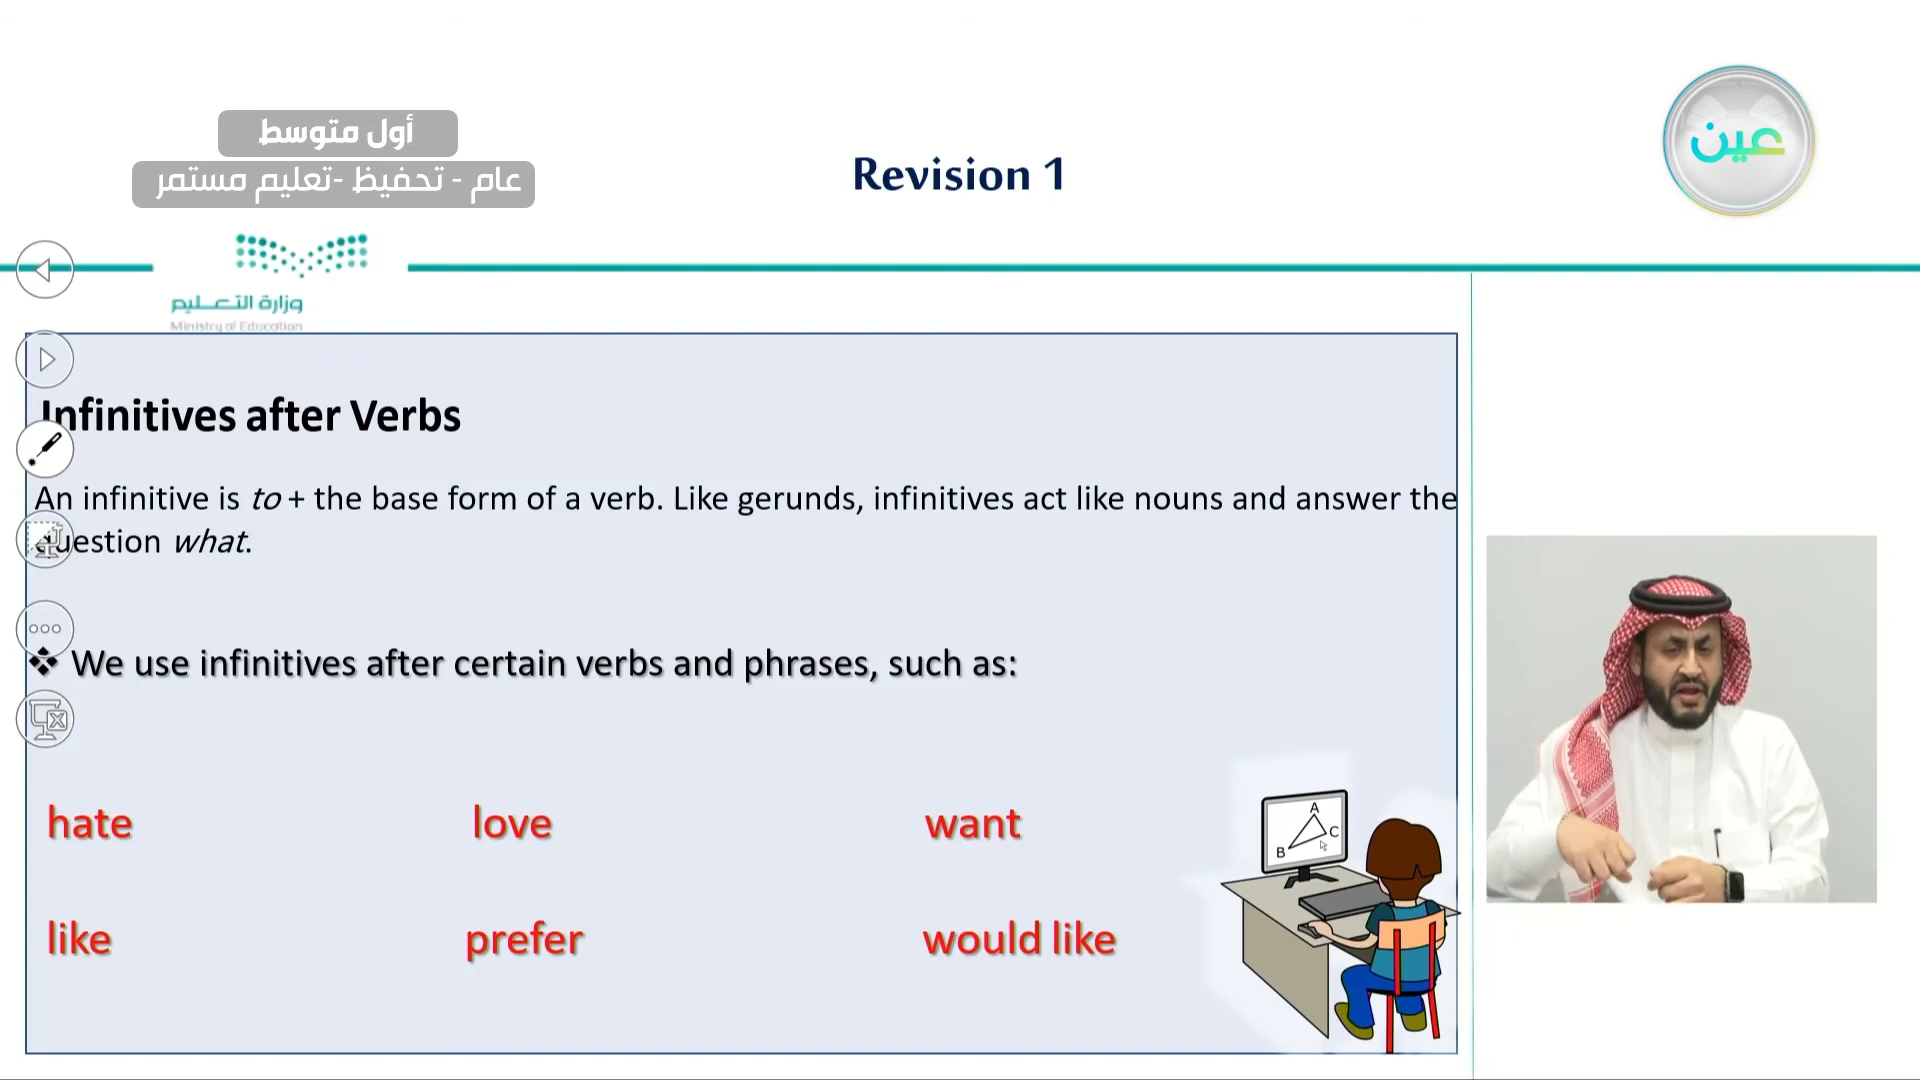 أول متوسط
عام - تحفيظ -تعليم مستمر
Revision 1
عين
وزارة التعليم
Ministry of Education
Infinitives after Verbs
An infinitive is to + the base form of a verb. Like gerunds, infinitives act like nouns and answer the
question what.
❖ We use infinitives after certain verbs and phrases, such as:
hate love want
like prefer would like
A
B
C